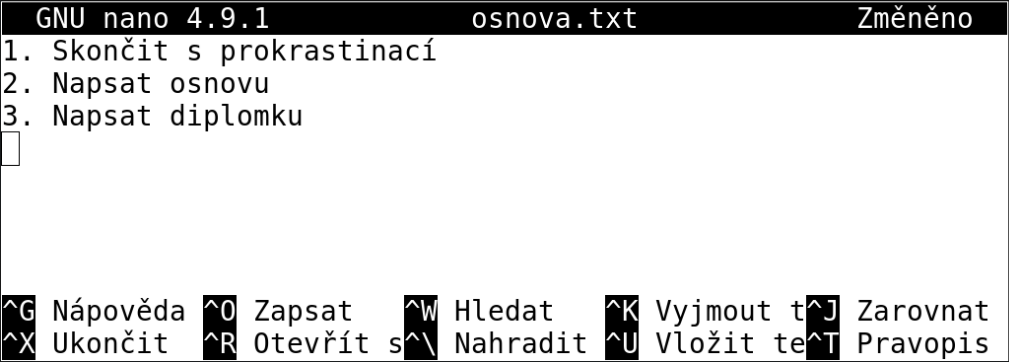 GNU nano 4.9.1 osnova.txt Změněno
1. Skončit s prokrastinací
2. Napsat osnovu
3. Napsat diplomku
^G Nápověda ^O Zapsat ^W Hledat ^K Vyjmout t^J Zarovnat
^X Ukončit ^R Otevřít s^\ Nahradit ^U Vložit te^T Pravopis